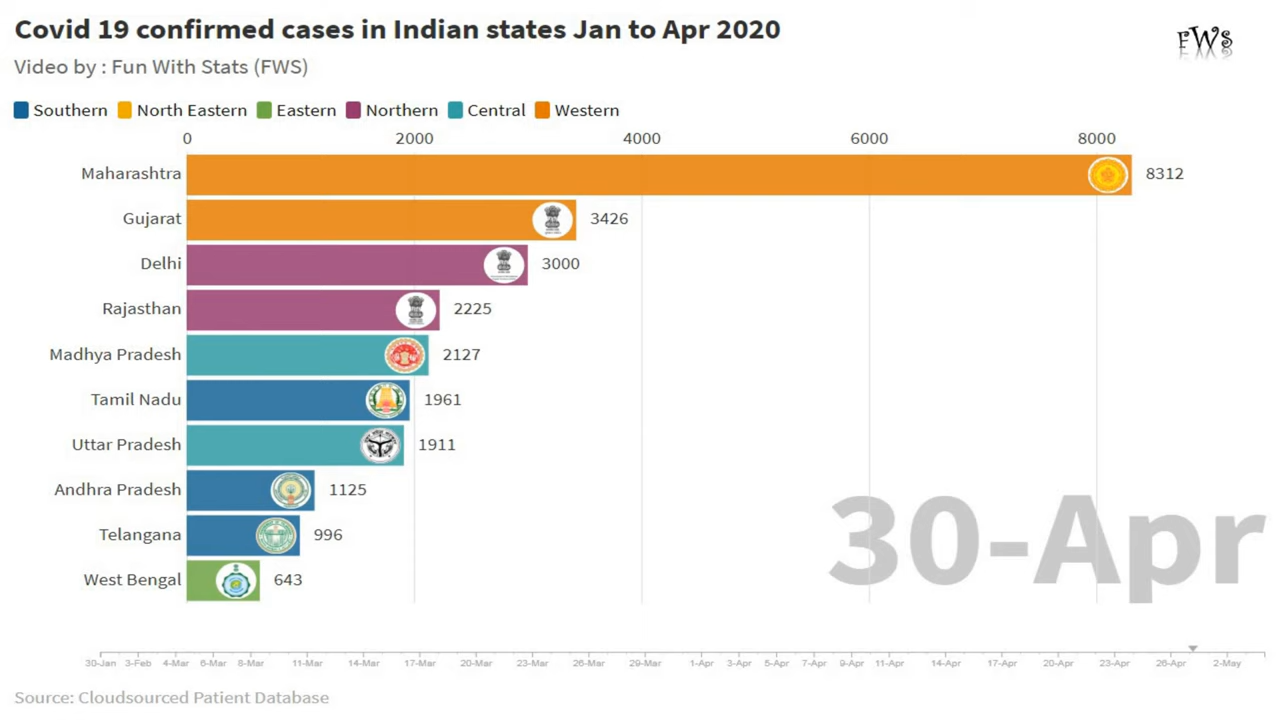 Covid 19 confirmed cases in Indian states Jan to Apr 2020
FWS
Video by : Fun With Stats (FWS)
Southern North Eastern Eastern Northern Central Western
0 2000 4000 6000 8000
Maharashtra 8312
Gujarat 3426
Delhi 3000
Rajasthan 2225
Madhya Pradesh 2127
Tamil Nadu 1961
Uttar Pradesh 1911
Andhra Pradesh 1125
Telangana 996
West Bengal 643
30-Apr
30-Jan 3-Feb 4-Mar 6-Mar 8-Mar 11-Mar 14-Mar 17-Mar 20-Mar 23-Mar 26-Mar 29-Mar 1-Apr 3-Apr 5-Apr 7-Apr 9-Apr 11-Apr 14-Apr 17-Apr 20-Apr 23-Apr 26-Apr 2-May
Source: Cloudsourced Patient Database